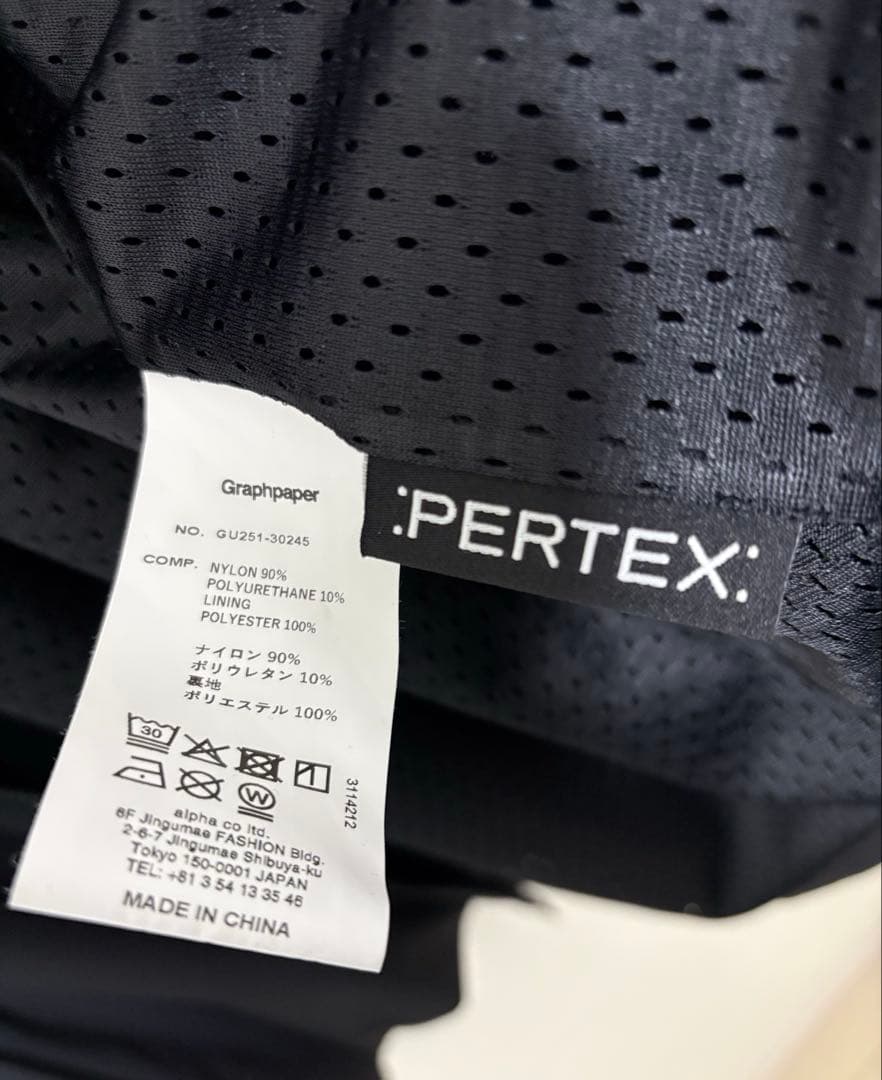 Graphpaper
NO. GU251-30245
COMP. NYLON 90%
POLYURETHANE 10%
LINING
POLYESTER 100%
ナイロン 90%
ポリウレタン 10%
裏地
ポリエステル 100%
30
W
3114212
alpha co ltd.
6F Jingumae FASHION Bldg.
2-6-7 Jingumae Shibuya-ku
Tokyo 150-0001 JAPAN
TEL: +81 3 54 13 35 46
MADE IN CHINA
:PERTEX: